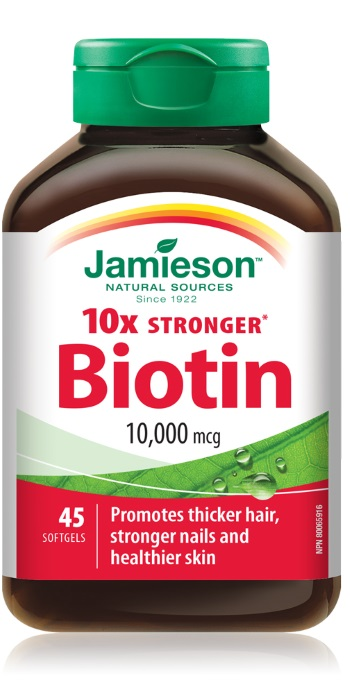 Jamieson™
NATURAL SOURCES
Since 1922
10x STRONGER*
Biotin
10,000 mcg
45
SOFTGELS
Promotes thicker hair,
stronger nails and
healthier skin
NPN 80065916